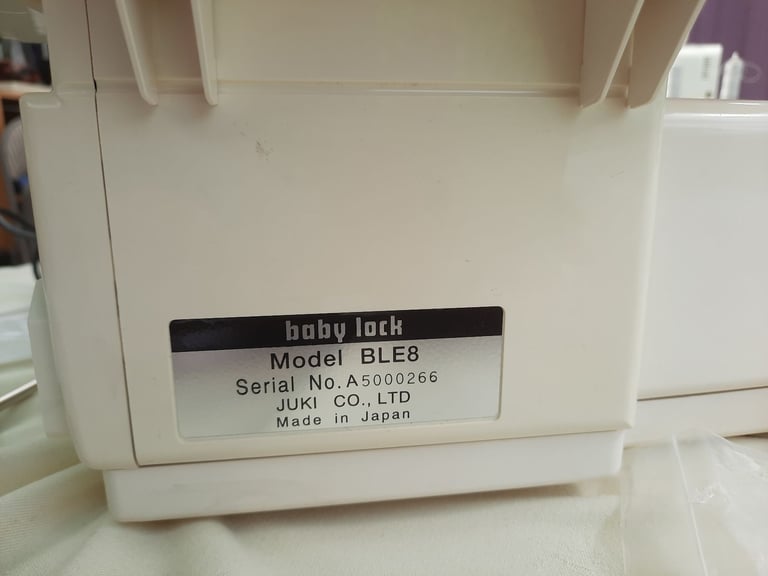 baby lock
Model BLE8
Serial No. A5000266
JUKI CO., LTD
Made in Japan